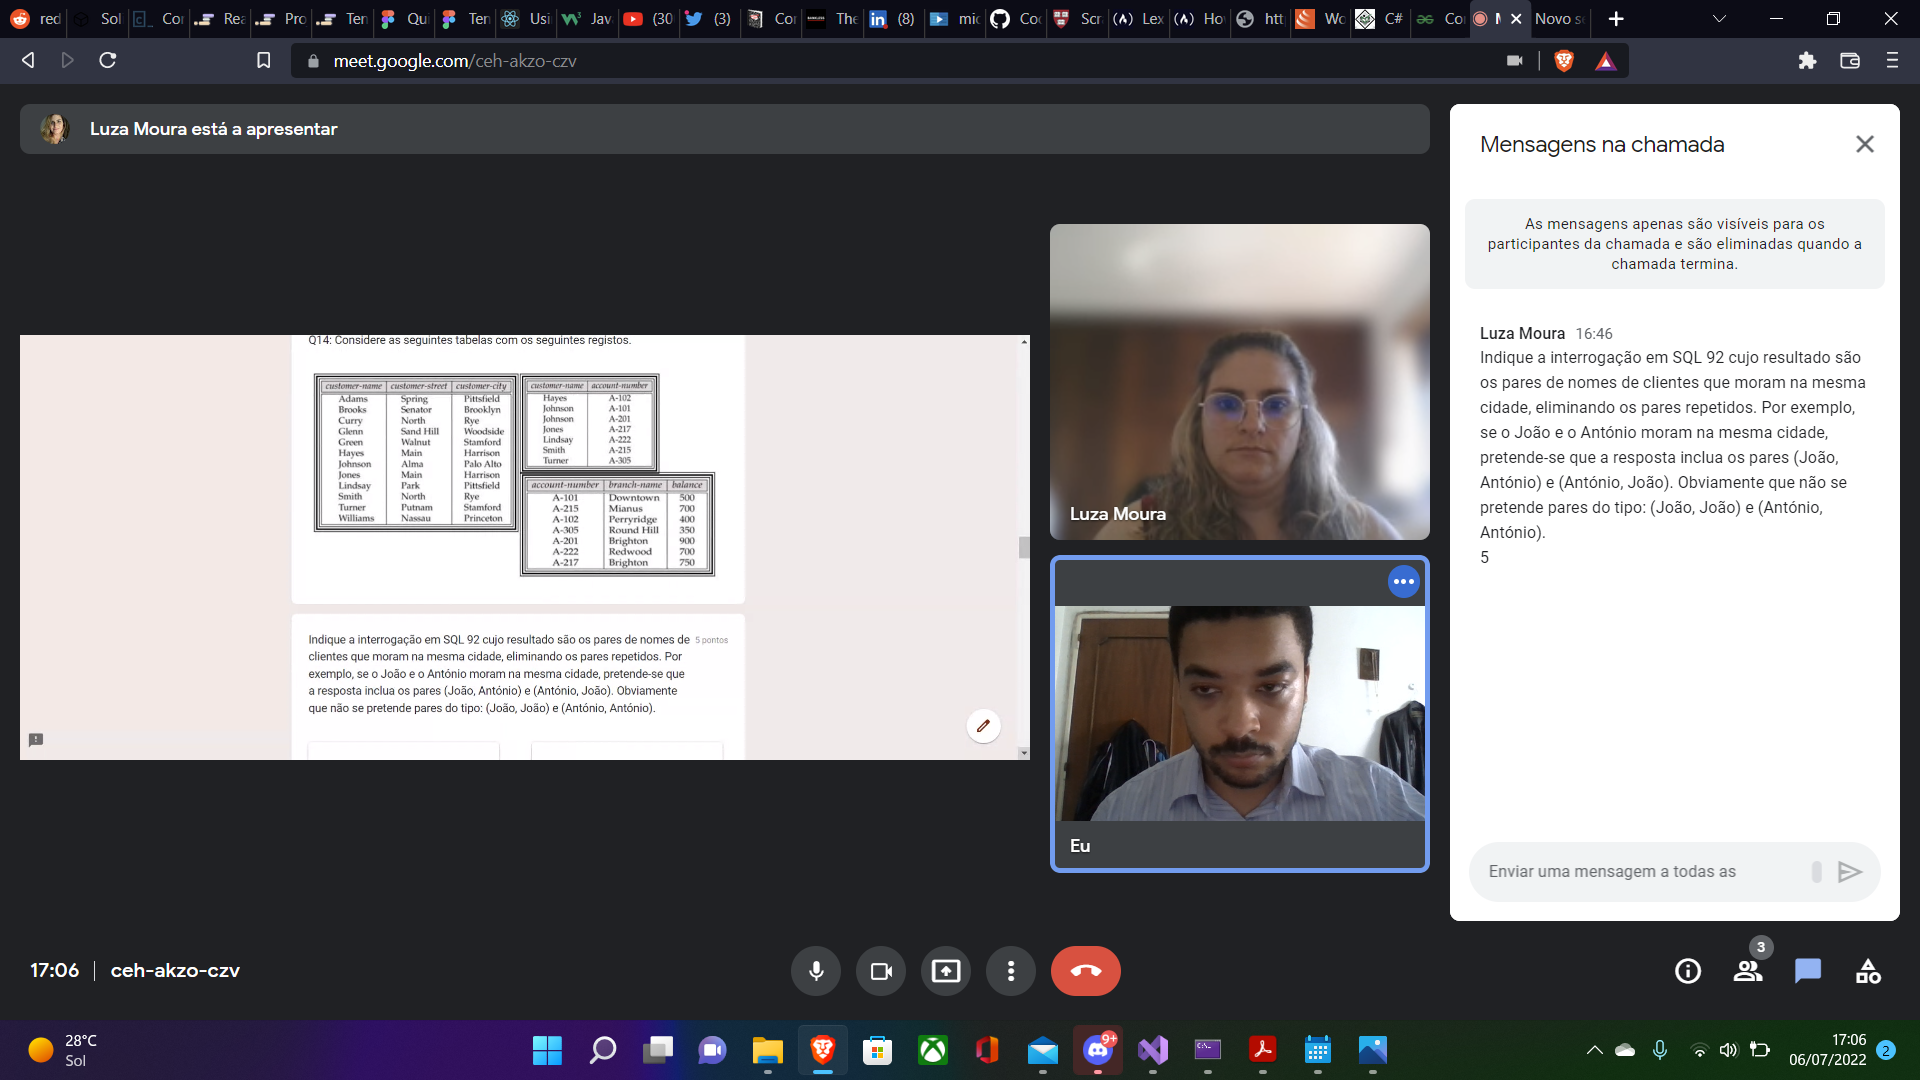 red
Sol
Cor
Rea
Pro
Ter
Qui
Ter
Usi
Jav
(30
(3)
Cor
The
(8)
mic
Co
Scra
Lex
Ho
htt
Wo
C#
Co
Novo se
meet.google.com/ceh-akzo-czv
Luza Moura está a apresentar
Q14: Considere as seguintes tabelas com os seguintes registos.
customer-name customer-street customer-city
Adams Spring Pittsfield
Brooks Senator Brooklyn
Curry North Rye
Glenn Sand Hill Woodside
Green Walnut Stamford
Hayes Main Harrison
Johnson Alma Palo Alto
Jones Main Harrison
Lindsay Park Pittsfield
Smith North Rye
Turner Putnam Stamford
Williams Nassau Princeton
customer-name account-number
Hayes A-102
Johnson A-101
Johnson A-201
Jones A-217
Lindsay A-222
Smith A-215
Turner A-305
account-number branch-name balance
A-101 Downtown 500
A-215 Mianus 700
A-102 Perryridge 400
A-305 Round Hill 350
A-201 Brighton 900
A-222 Redwood 700
A-217 Brighton 750
Indique a interrogação em SQL 92 cujo resultado são os pares de nomes de 5 pontos
clientes que moram na mesma cidade, eliminando os pares repetidos. Por
exemplo, se o João e o António moram na mesma cidade, pretende-se que
a resposta inclua os pares (João, António) e (António, João). Obviamente
que não se pretende pares do tipo: (João, João) e (António, António).
Luza Moura
Eu
Mensagens na chamada
As mensagens apenas são visíveis para os
participantes da chamada e são eliminadas quando a
chamada termina.
Luza Moura 16:46
Indique a interrogação em SQL 92 cujo resultado são
os pares de nomes de clientes que moram na mesma
cidade, eliminando os pares repetidos. Por exemplo,
se o João e o António moram na mesma cidade,
pretende-se que a resposta inclua os pares (João,
António) e (António, João). Obviamente que não se
pretende pares do tipo: (João, João) e (António,
António).
5
Enviar uma mensagem a todas as
17:06 | ceh-akzo-czv
3
28°C
Sol
9+
17:06
06/07/2022
2